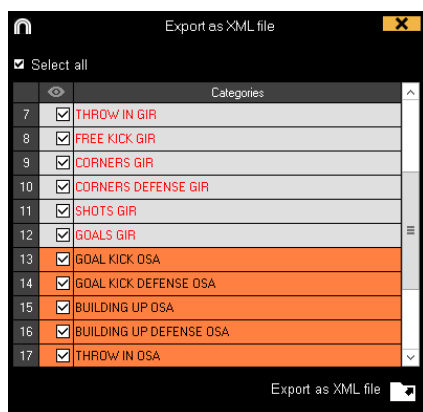 Export as XML file
Select all
Categories
7 THROW IN GIR
8 FREE KICK GIR
9 CORNERS GIR
10 CORNERS DEFENSE GIR
11 SHOTS GIR
12 GOALS GIR
13 GOAL KICK OSA
14 GOAL KICK DEFENSE OSA
15 BUILDING UP OSA
16 BUILDING UP DEFENSE OSA
17 THROW IN OSA
Export as XML file